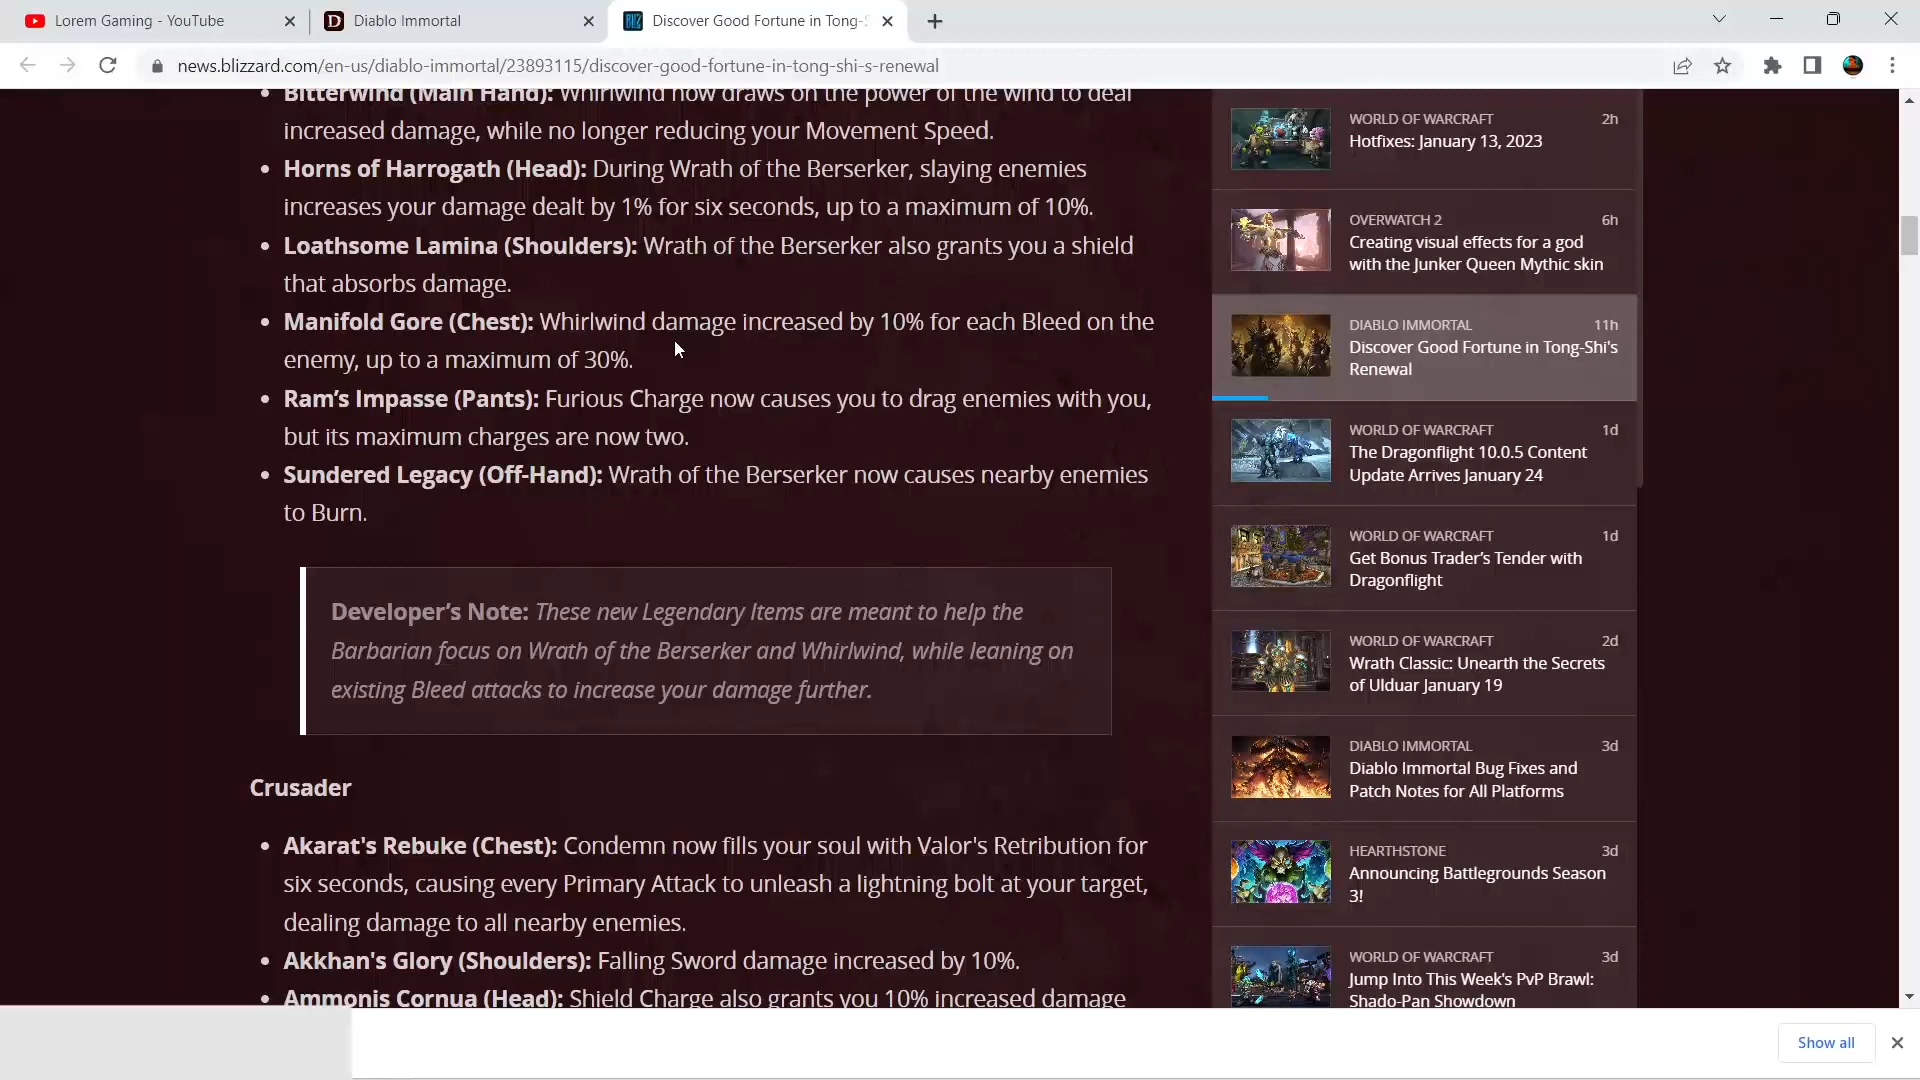 Lorem Gaming - YouTube
Diablo Immortal
Discover Good Fortune in Tong-S
news.blizzard.com/en-us/diablo-immortal/23893115/discover-good-fortune-in-tong-shi-s-renewal
• Bitterwind (Main Hand): Whirlwind now draws on the power of the wind to deal
increased damage, while no longer reducing your Movement Speed.
• Horns of Harrogath (Head): During Wrath of the Berserker, slaying enemies
increases your damage dealt by 1% for six seconds, up to a maximum of 10%.
• Loathsome Lamina (Shoulders): Wrath of the Berserker also grants you a shield
that absorbs damage.
• Manifold Gore (Chest): Whirlwind damage increased by 10% for each Bleed on the
enemy, up to a maximum of 30%.
• Ram’s Impasse (Pants): Furious Charge now causes you to drag enemies with you,
but its maximum charges are now two.
• Sundered Legacy (Off-Hand): Wrath of the Berserker now causes nearby enemies
to Burn.
Developer’s Note: These new Legendary Items are meant to help the
Barbarian focus on Wrath of the Berserker and Whirlwind, while leaning on
existing Bleed attacks to increase your damage further.
Crusader
• Akarat's Rebuke (Chest): Condemn now fills your soul with Valor's Retribution for
six seconds, causing every Primary Attack to unleash a lightning bolt at your target,
dealing damage to all nearby enemies.
• Akkhan's Glory (Shoulders): Falling Sword damage increased by 10%.
• Ammonis Cornua (Head): Shield Charge also grants you 10% increased damage
WORLD OF WARCRAFT 2h
Hotfixes: January 13, 2023
OVERWATCH 2 6h
Creating visual effects for a god
with the Junker Queen Mythic skin
DIABLO IMMORTAL 11h
Discover Good Fortune in Tong-Shi's
Renewal
WORLD OF WARCRAFT 1d
The Dragonflight 10.0.5 Content
Update Arrives January 24
WORLD OF WARCRAFT 1d
Get Bonus Trader’s Tender with
Dragonflight
WORLD OF WARCRAFT 2d
Wrath Classic: Unearth the Secrets
of Ulduar January 19
DIABLO IMMORTAL 3d
Diablo Immortal Bug Fixes and
Patch Notes for All Platforms
HEARTHSTONE 3d
Announcing Battlegrounds Season
3!
WORLD OF WARCRAFT 3d
Jump Into This Week's PvP Brawl:
Shado-Pan Showdown
Show all